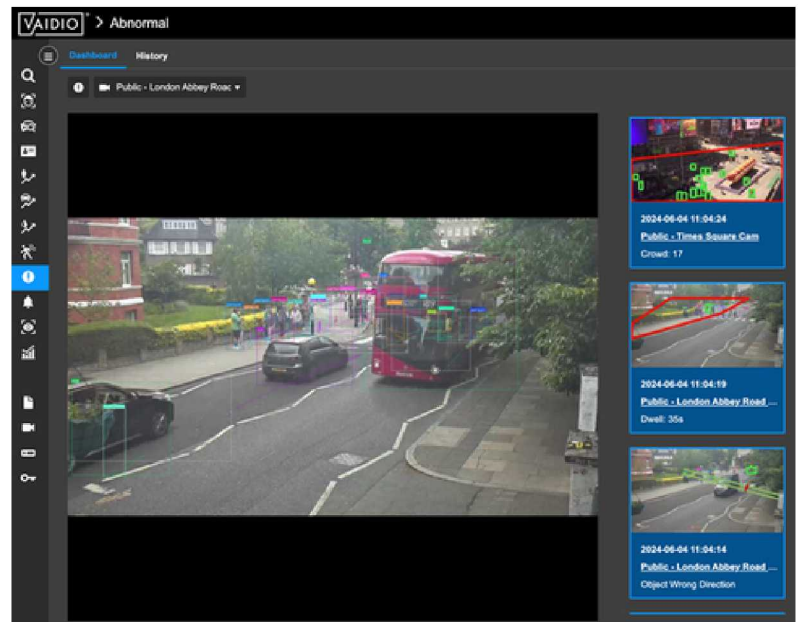 VAIDIO > Abnormal
Dashboard History
Public - London Abbey Roac
2024-06-04 11:04:24
Public - Times Square Cam
Crowd: 17
2024-06-04 11:04:19
Public - London Abbey Road ...
Dwell: 35s
2024-06-04 11:04:14
Public - London Abbey Road ...
Object Wrong Direction